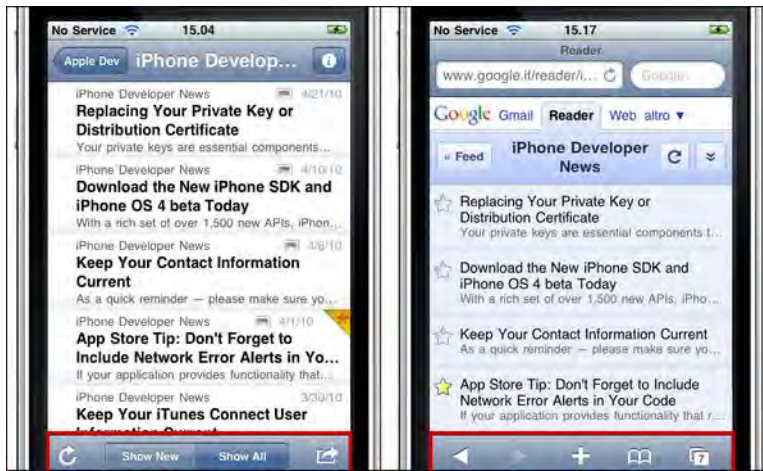 No Service 15.04
Apple Dev iPhone Develop...
iPhone Developer News 4/21/10
Replacing Your Private Key or
Distribution Certificate
Your private keys are essential components...
iPhone Developer News 4/10/10
Download the New iPhone SDK and
iPhone OS 4 beta Today
With a rich set of over 1,500 new APIs, iPhon...
iPhone Developer News 4/8/10
Keep Your Contact Information
Current
As a quick reminder — please make sure yo...
iPhone Developer News 4/1/10
App Store Tip: Don't Forget to
Include Network Error Alerts in Yo...
If your application provides functionality that...
iPhone Developer News 3/30/10
Keep Your iTunes Connect User
Information Current
Show New Show All
No Service 15.17
Reader
www.google.it/reader/i... Google
Google Gmail Reader Web altro ▼
« Feed iPhone Developer
News
Replacing Your Private Key or
Distribution Certificate
Your private keys are essential components t...
Download the New iPhone SDK and
iPhone OS 4 beta Today
With a rich set of over 1,500 new APIs, iPho...
Keep Your Contact Information Current
As a quick reminder — please make sure yo...
App Store Tip: Don't Forget to Include
Network Error Alerts in Your Code
If your application provides functionality that r...
7